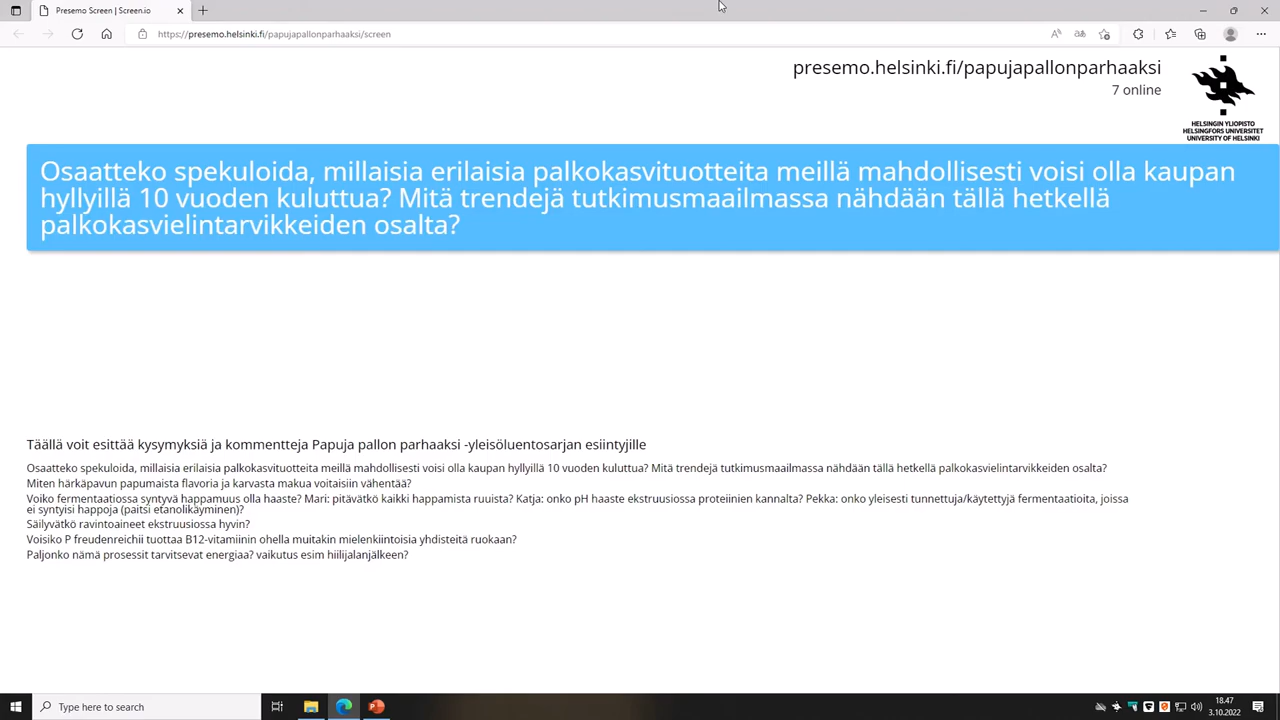 Presemo Screen | Screen.io
https://presemo.helsinki.fi/papujapallonparhaaksi/screen
presemo.helsinki.fi/papujapallonparhaaksi
7 online
HELSINGIN YLIOPISTO
HELSINGFORS UNIVERSITET
UNIVERSITY OF HELSINKI
Osaatteko spekuloida, millaisia erilaisia palkokasvituotteita meillä mahdollisesti voisi olla kaupan
hyllyillä 10 vuoden kuluttua? Mitä trendejä tutkimusmaailmassa nähdään tällä hetkellä
palkokasvielintarvikkeiden osalta?
Täällä voit esittää kysymyksiä ja kommentteja Papuja pallon parhaaksi -yleisöluentosarjan esiintyjille
Osaatteko spekuloida, millaisia erilaisia palkokasvituotteita meillä mahdollisesti voisi olla kaupan hyllyillä 10 vuoden kuluttua? Mitä trendejä tutkimusmaailmassa nähdään tällä hetkellä palkokasvielintarvikkeiden osalta?
Miten härkäpavun papumaista flavoria ja karvasta makua voitaisiin vähentää?
Voiko fermentaatiossa syntyvä happamuus olla haaste? Mari: pitävätkö kaikki happamista ruuista? Katja: onko pH haaste ekstruusiossa proteiinien kannalta? Pekka: onko yleisesti tunnettuja/käytettyjä fermentaatioita, joissa
ei syntyisi happoja (paitsi etanolikäyminen)?
Säilyvätkö ravintoaineet ekstruusiossa hyvin?
Voisiko P freudenreichii tuottaa B12-vitamiinin ohella muitakin mielenkiintoisia yhdisteitä ruokaan?
Paljonko nämä prosessit tarvitsevat energiaa? vaikutus esim hiilijalanjälkeen?
Type here to search
18.47
3.10.2022